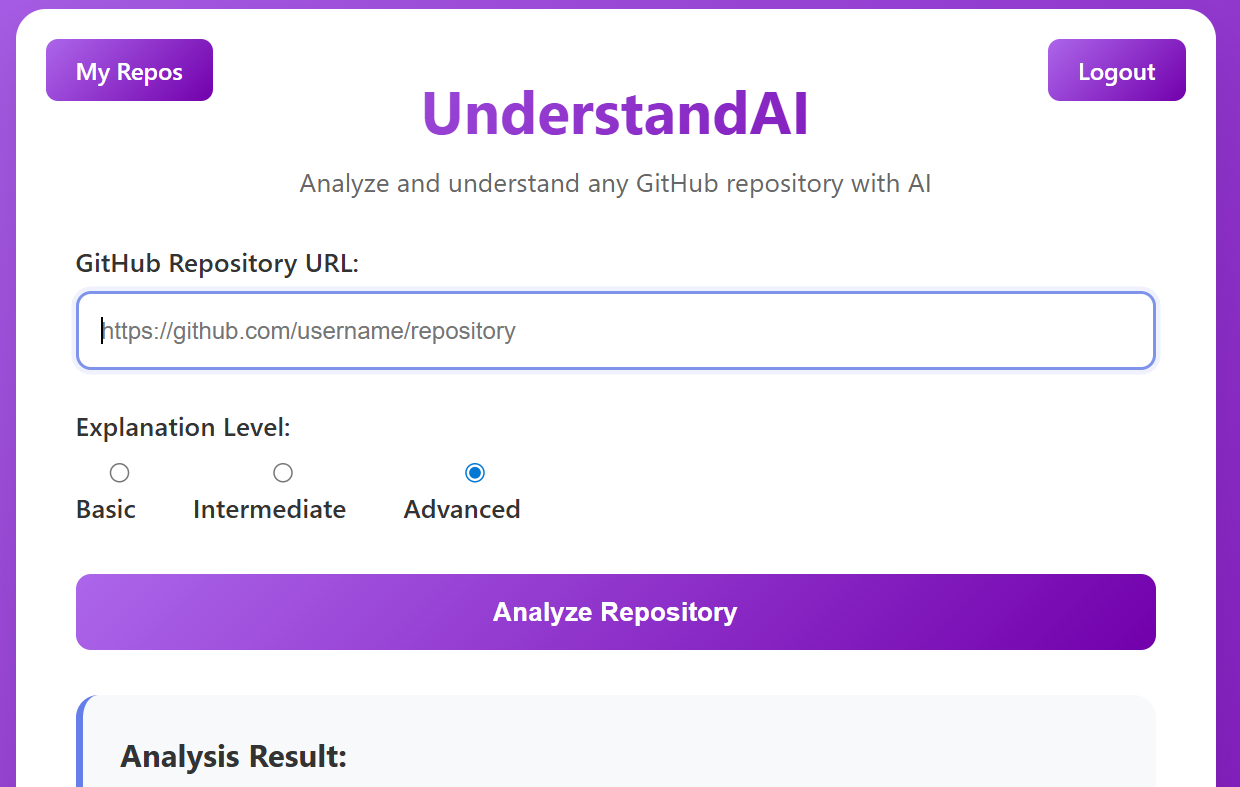 My Repos
Logout
UnderstandAI
Analyze and understand any GitHub repository with AI
GitHub Repository URL:
https://github.com/username/repository
Explanation Level:
Basic Intermediate Advanced
Analyze Repository
Analysis Result: